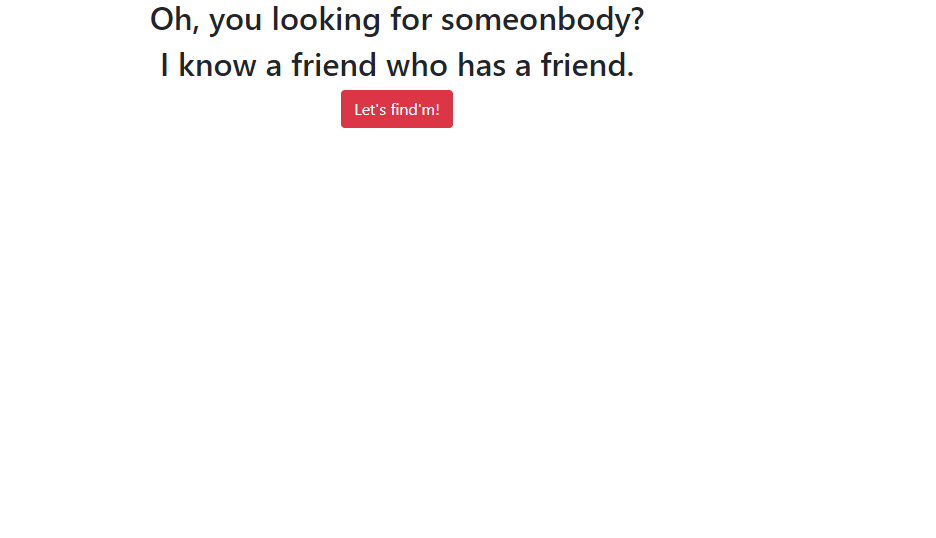 Oh, you looking for someonbody?
I know a friend who has a friend.
Let's find'm!